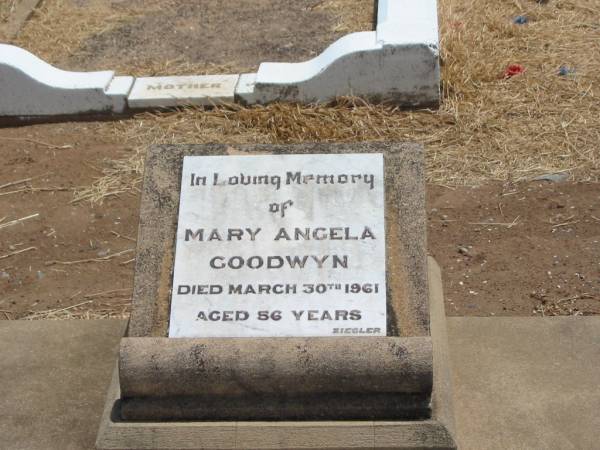 MOTHER
In Loving Memory
of
MARY ANGELA
GOODWYN
DIED MARCH 30TH 1961
AGED 56 YEARS
ZIEGLER